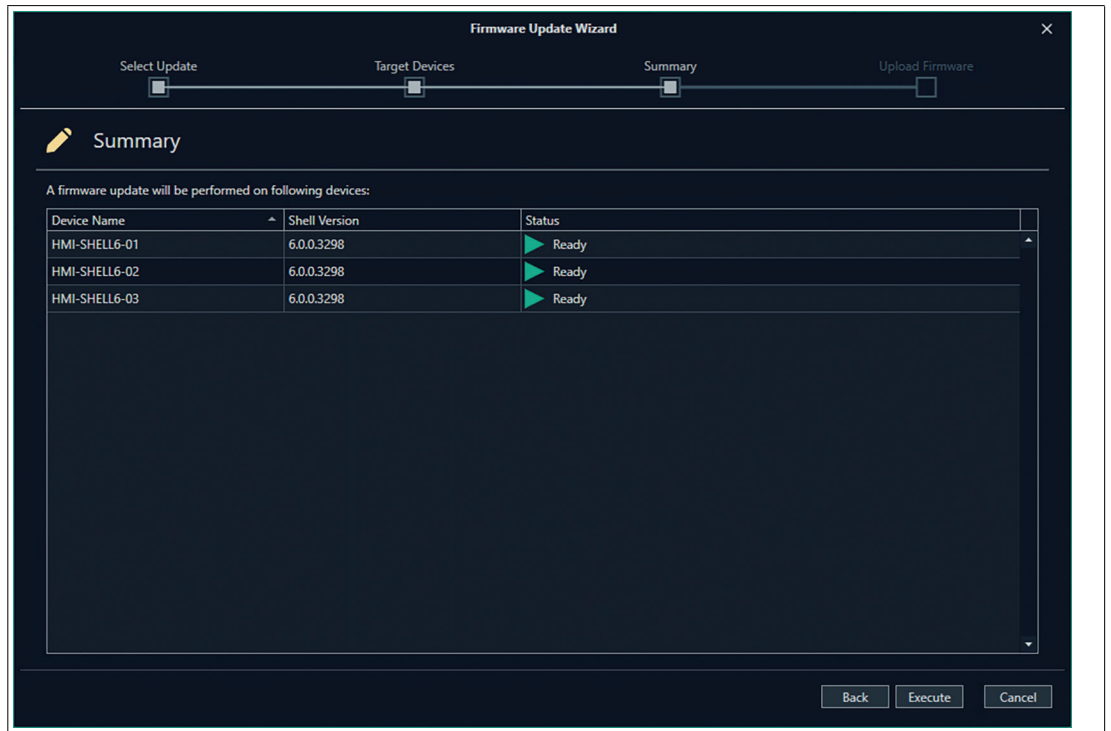 Firmware Update Wizard
Select Update Target Devices Summary Upload Firmware
Summary
A firmware update will be performed on following devices:
Device Name Shell Version Status
HMI-SHELL6-01 6.0.0.3298 Ready
HMI-SHELL6-02 6.0.0.3298 Ready
HMI-SHELL6-03 6.0.0.3298 Ready
Back Execute Cancel